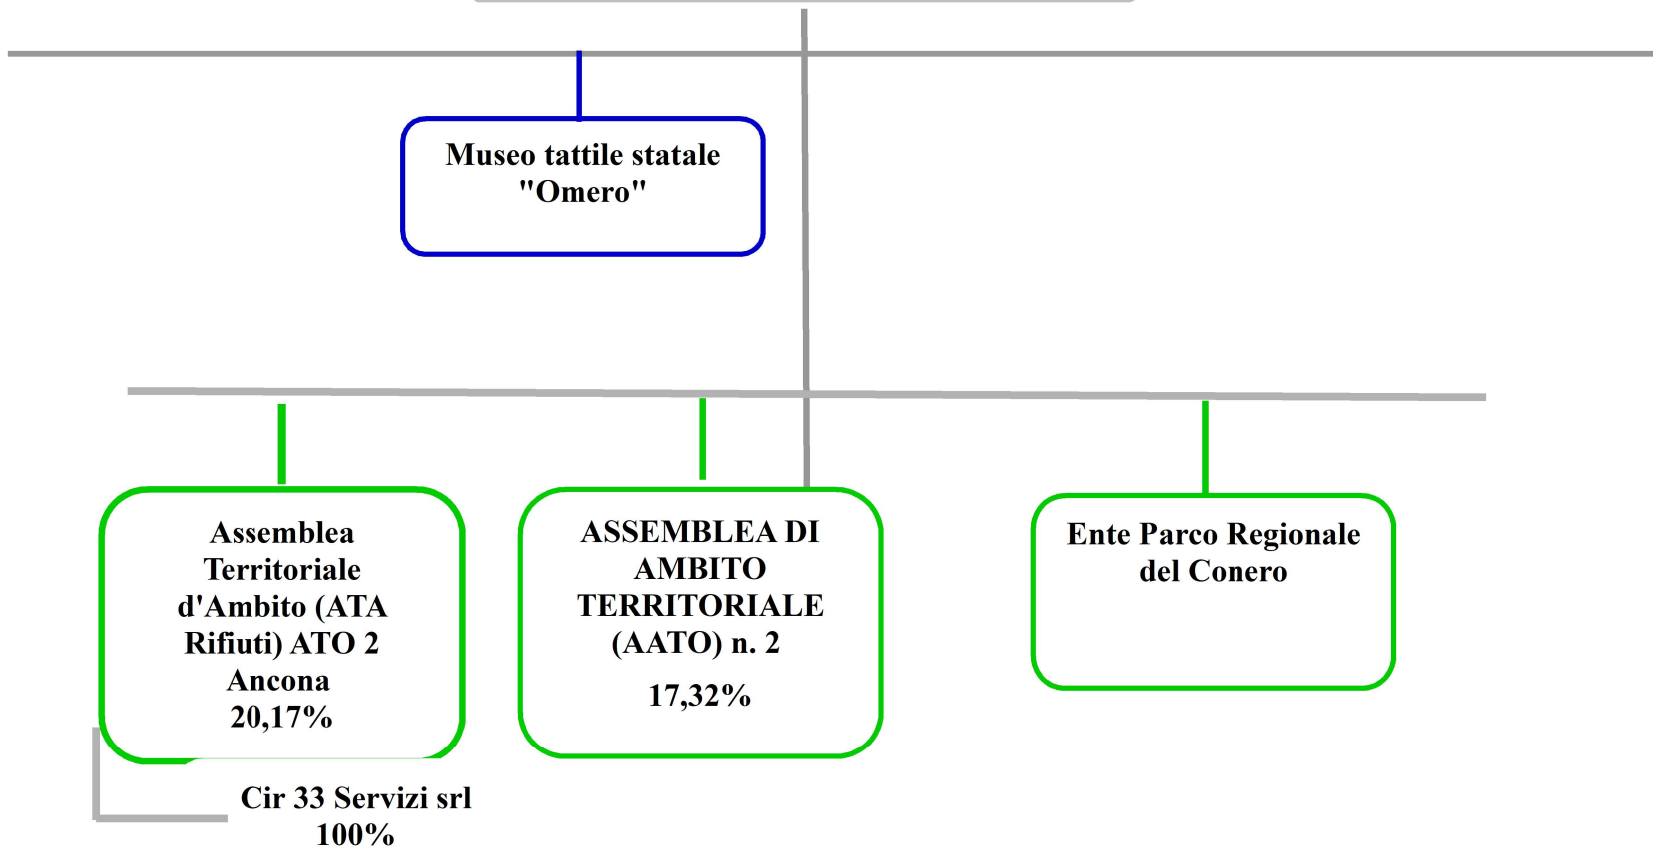 Museo tattile statale
"Omero"
Assemblea
Territoriale
d'Ambito (ATA
Rifiuti) ATO 2
Ancona
20,17%
ASSEMBLEA DI
AMBITO
TERRITORIALE
(AATO) n. 2
17,32%
Ente Parco Regionale
del Conero
Cir 33 Servizi srl
100%